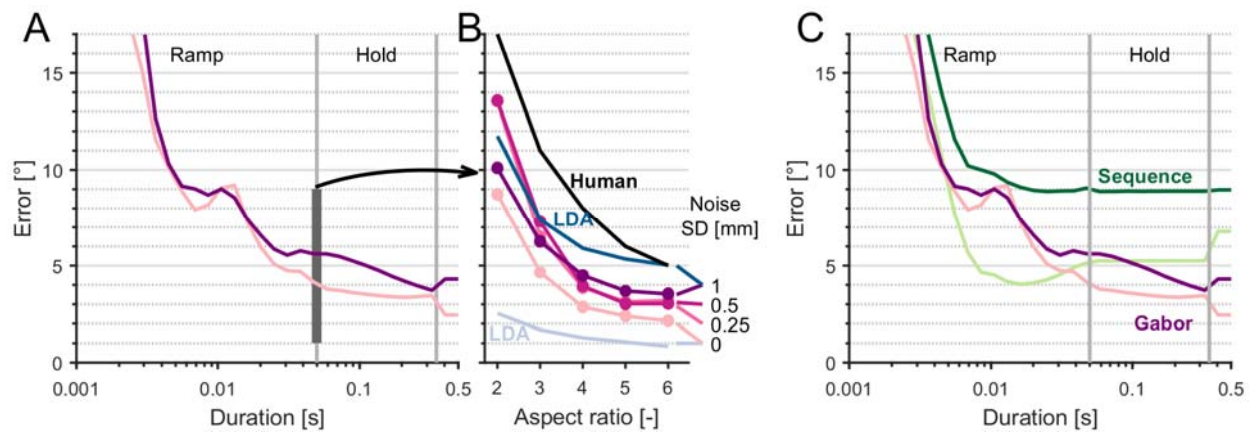 A
Ramp
Hold
15
10
5
0
Error [°]
0.001
0.01
0.1
0.5
Duration [s]
B
Human
LDA
LDA
Noise
SD [mm]
1
0.5
0.25
0
2 3 4 5 6
Aspect ratio [-]
C
Ramp
Hold
15
10
5
0
Error [°]
Sequence
Gabor
0.001
0.01
0.1
0.5
Duration [s]